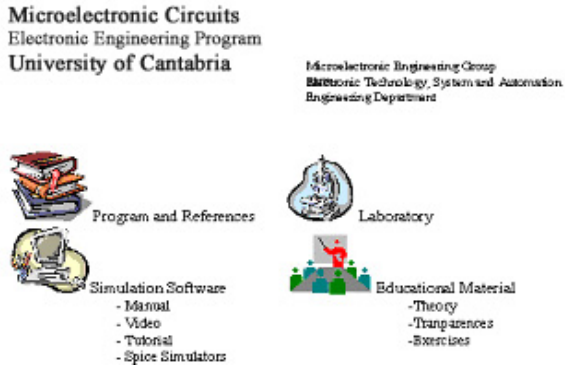 Microelectronic Circuits
Electronic Engineering Program
University of Cantabria
Microelectronic Engineering Group
Technology, System and Automation
Engineering Department
Program and References
Laboratory
Simulation Software
- Manual
- Video
- Tutorial
- Spice Simulators
Educational Material
-Theory
-Tranparences
-Exercises